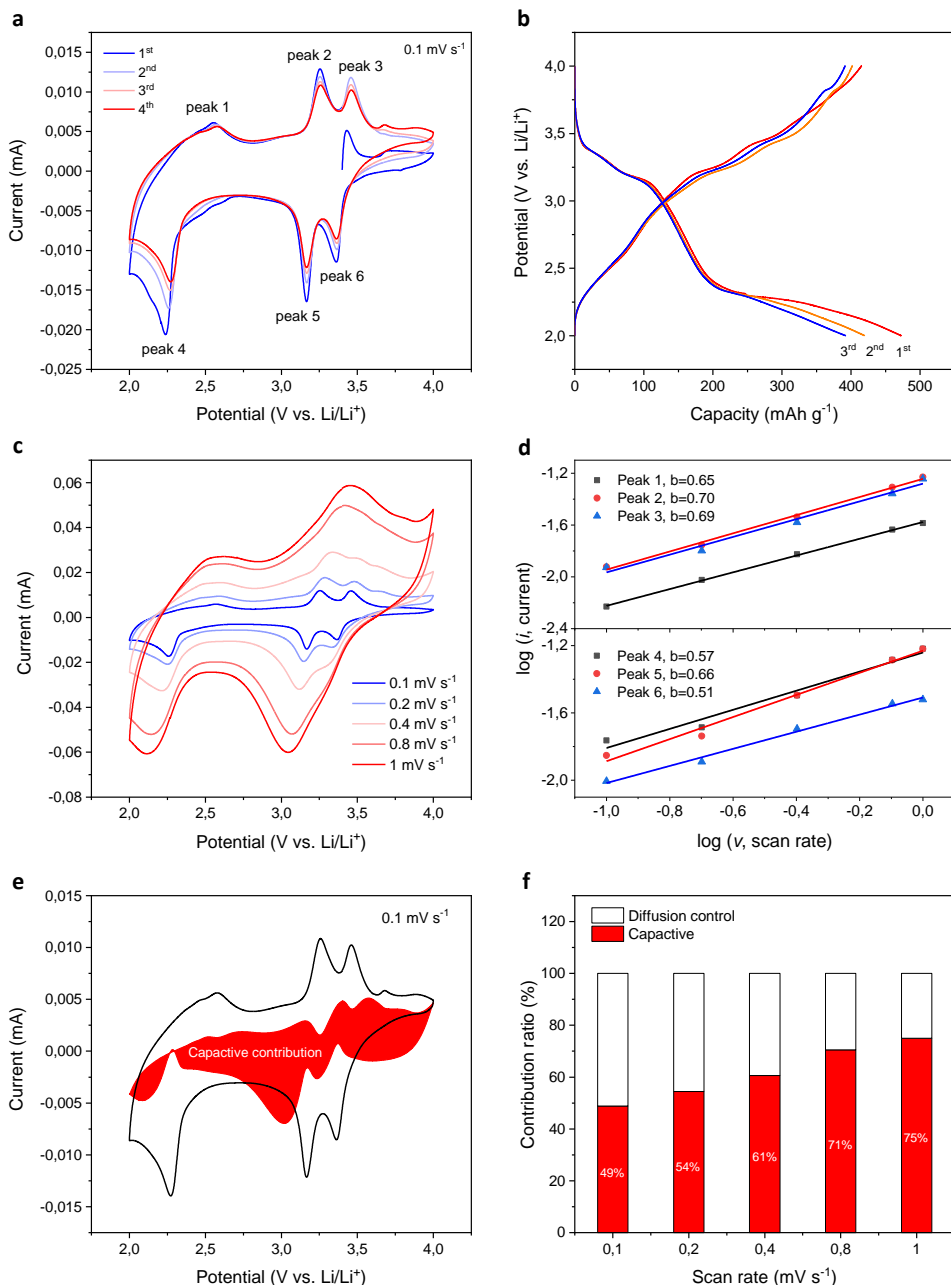 a
0,015
0,010
0,005
0,000
-0,005
-0,010
-0,015
-0,020
-0,025
Current (mA)
1st
2nd
3rd
4th
0.1 mV s-1
peak 1
peak 2
peak 3
peak 4
peak 5
peak 6
2,0 2,5 3,0 3,5 4,0
Potential (V vs. Li/Li+)
b
4,0
3,5
3,0
2,5
2,0
Potential (V vs. Li/Li+)
3rd 2nd 1st
0 100 200 300 400 500
Capacity (mAh g-1)
c
0,06
0,04
0,02
0,00
-0,02
-0,04
-0,06
-0,08
Current (mA)
0.1 mV s-1
0.2 mV s-1
0.4 mV s-1
0.8 mV s-1
1 mV s-1
2,0 2,5 3,0 3,5 4,0
Potential (V vs. Li/Li+)
d
-1,2
-1,6
-2,0
-2,4
Peak 1, b=0.65
Peak 2, b=0.70
Peak 3, b=0.69
log (i, current)
-1,2
-1,6
-2,0
Peak 4, b=0.57
Peak 5, b=0.66
Peak 6, b=0.51
-1,0 -0,8 -0,6 -0,4 -0,2 0,0
log (v, scan rate)
e
0,015
0,010
0,005
0,000
-0,005
-0,010
-0,015
Current (mA)
0.1 mV s-1
Capactive contribution
2,0 2,5 3,0 3,5 4,0
Potential (V vs. Li/Li+)
f
120
100
80
60
40
20
0
Contribution ratio (%)
Diffusion control
Capactive
49% 54% 61% 71% 75%
0,1 0,2 0,4 0,8 1
Scan rate (mV s-1)